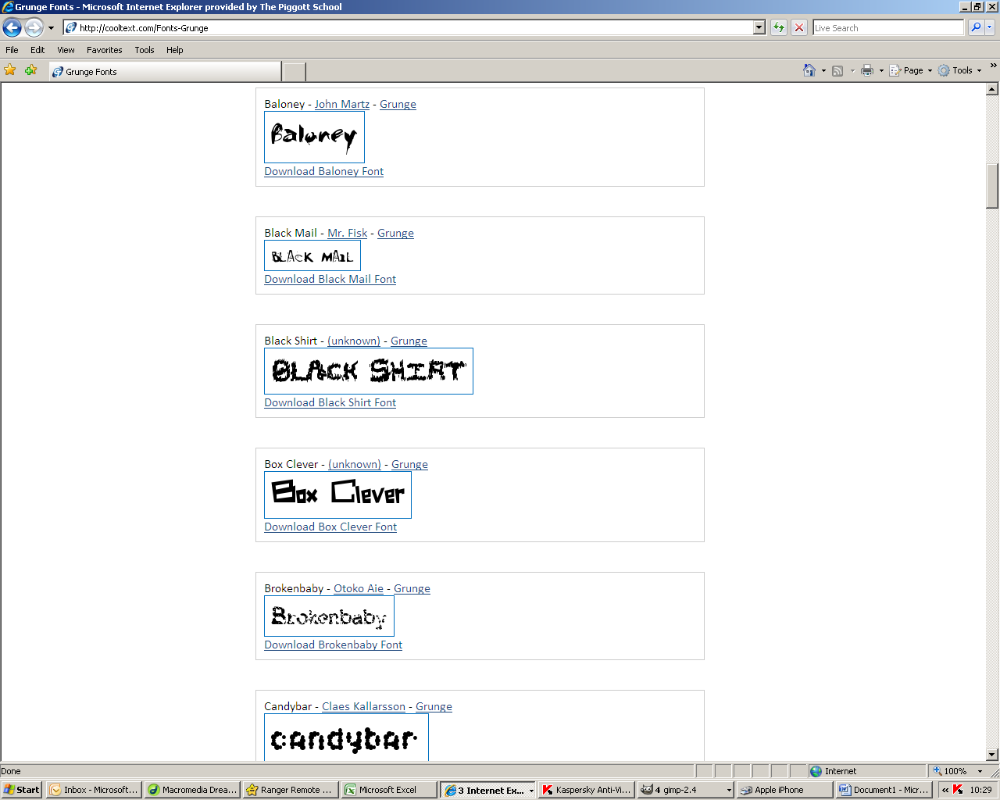 Grunge Fonts - Microsoft Internet Explorer provided by The Piggott School
http://cooltext.com/Fonts-Grunge
Live Search
File Edit View Favorites Tools Help
Grunge Fonts
Page Tools »
Baloney - John Martz - Grunge
Baloney
Download Baloney Font
Black Mail - Mr. Fisk - Grunge
BLACK MAIL
Download Black Mail Font
Black Shirt - (unknown) - Grunge
BLACK SHIRT
Download Black Shirt Font
Box Clever - (unknown) - Grunge
Box Clever
Download Box Clever Font
Brokenbaby - Otoko Aie - Grunge
Brokenbaby
Download Brokenbaby Font
Candybar - Claes Kallarsson - Grunge
candybar
Done Internet 100%
Start Inbox - Microsoft... Macromedia Drea... Ranger Remote ... Microsoft Excel 3 Internet Ex... Kaspersky Anti-Vi... 4 gimp-2.4 Apple iPhone Document1 - Micr... « 10:29